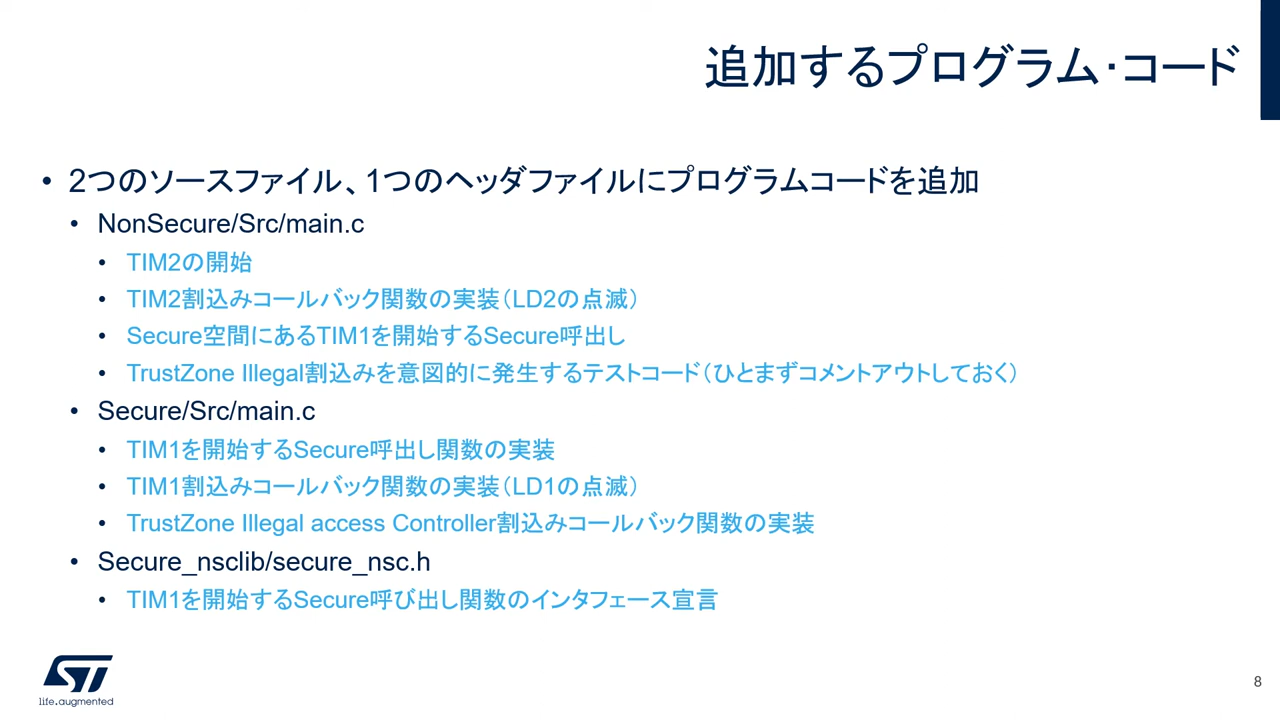 追加するプログラム･コード
• 2つのソースファイル、1つのヘッダファイルにプログラムコードを追加
• NonSecure/Src/main.c
• TIM2の開始
• TIM2割込みコールバック関数の実装（LD2の点滅）
• Secure空間にあるTIM1を開始するSecure呼出し
• TrustZone Illegal割込みを意図的に発生するテストコード（ひとまずコメントアウトしておく）
• Secure/Src/main.c
• TIM1を開始するSecure呼出し関数の実装
• TIM1割込みコールバック関数の実装（LD1の点滅）
• TrustZone Illegal access Controller割込みコールバック関数の実装
• Secure_nsclib/secure_nsc.h
• TIM1を開始するSecure呼び出し関数のインタフェース宣言
ST
life.augmented
8